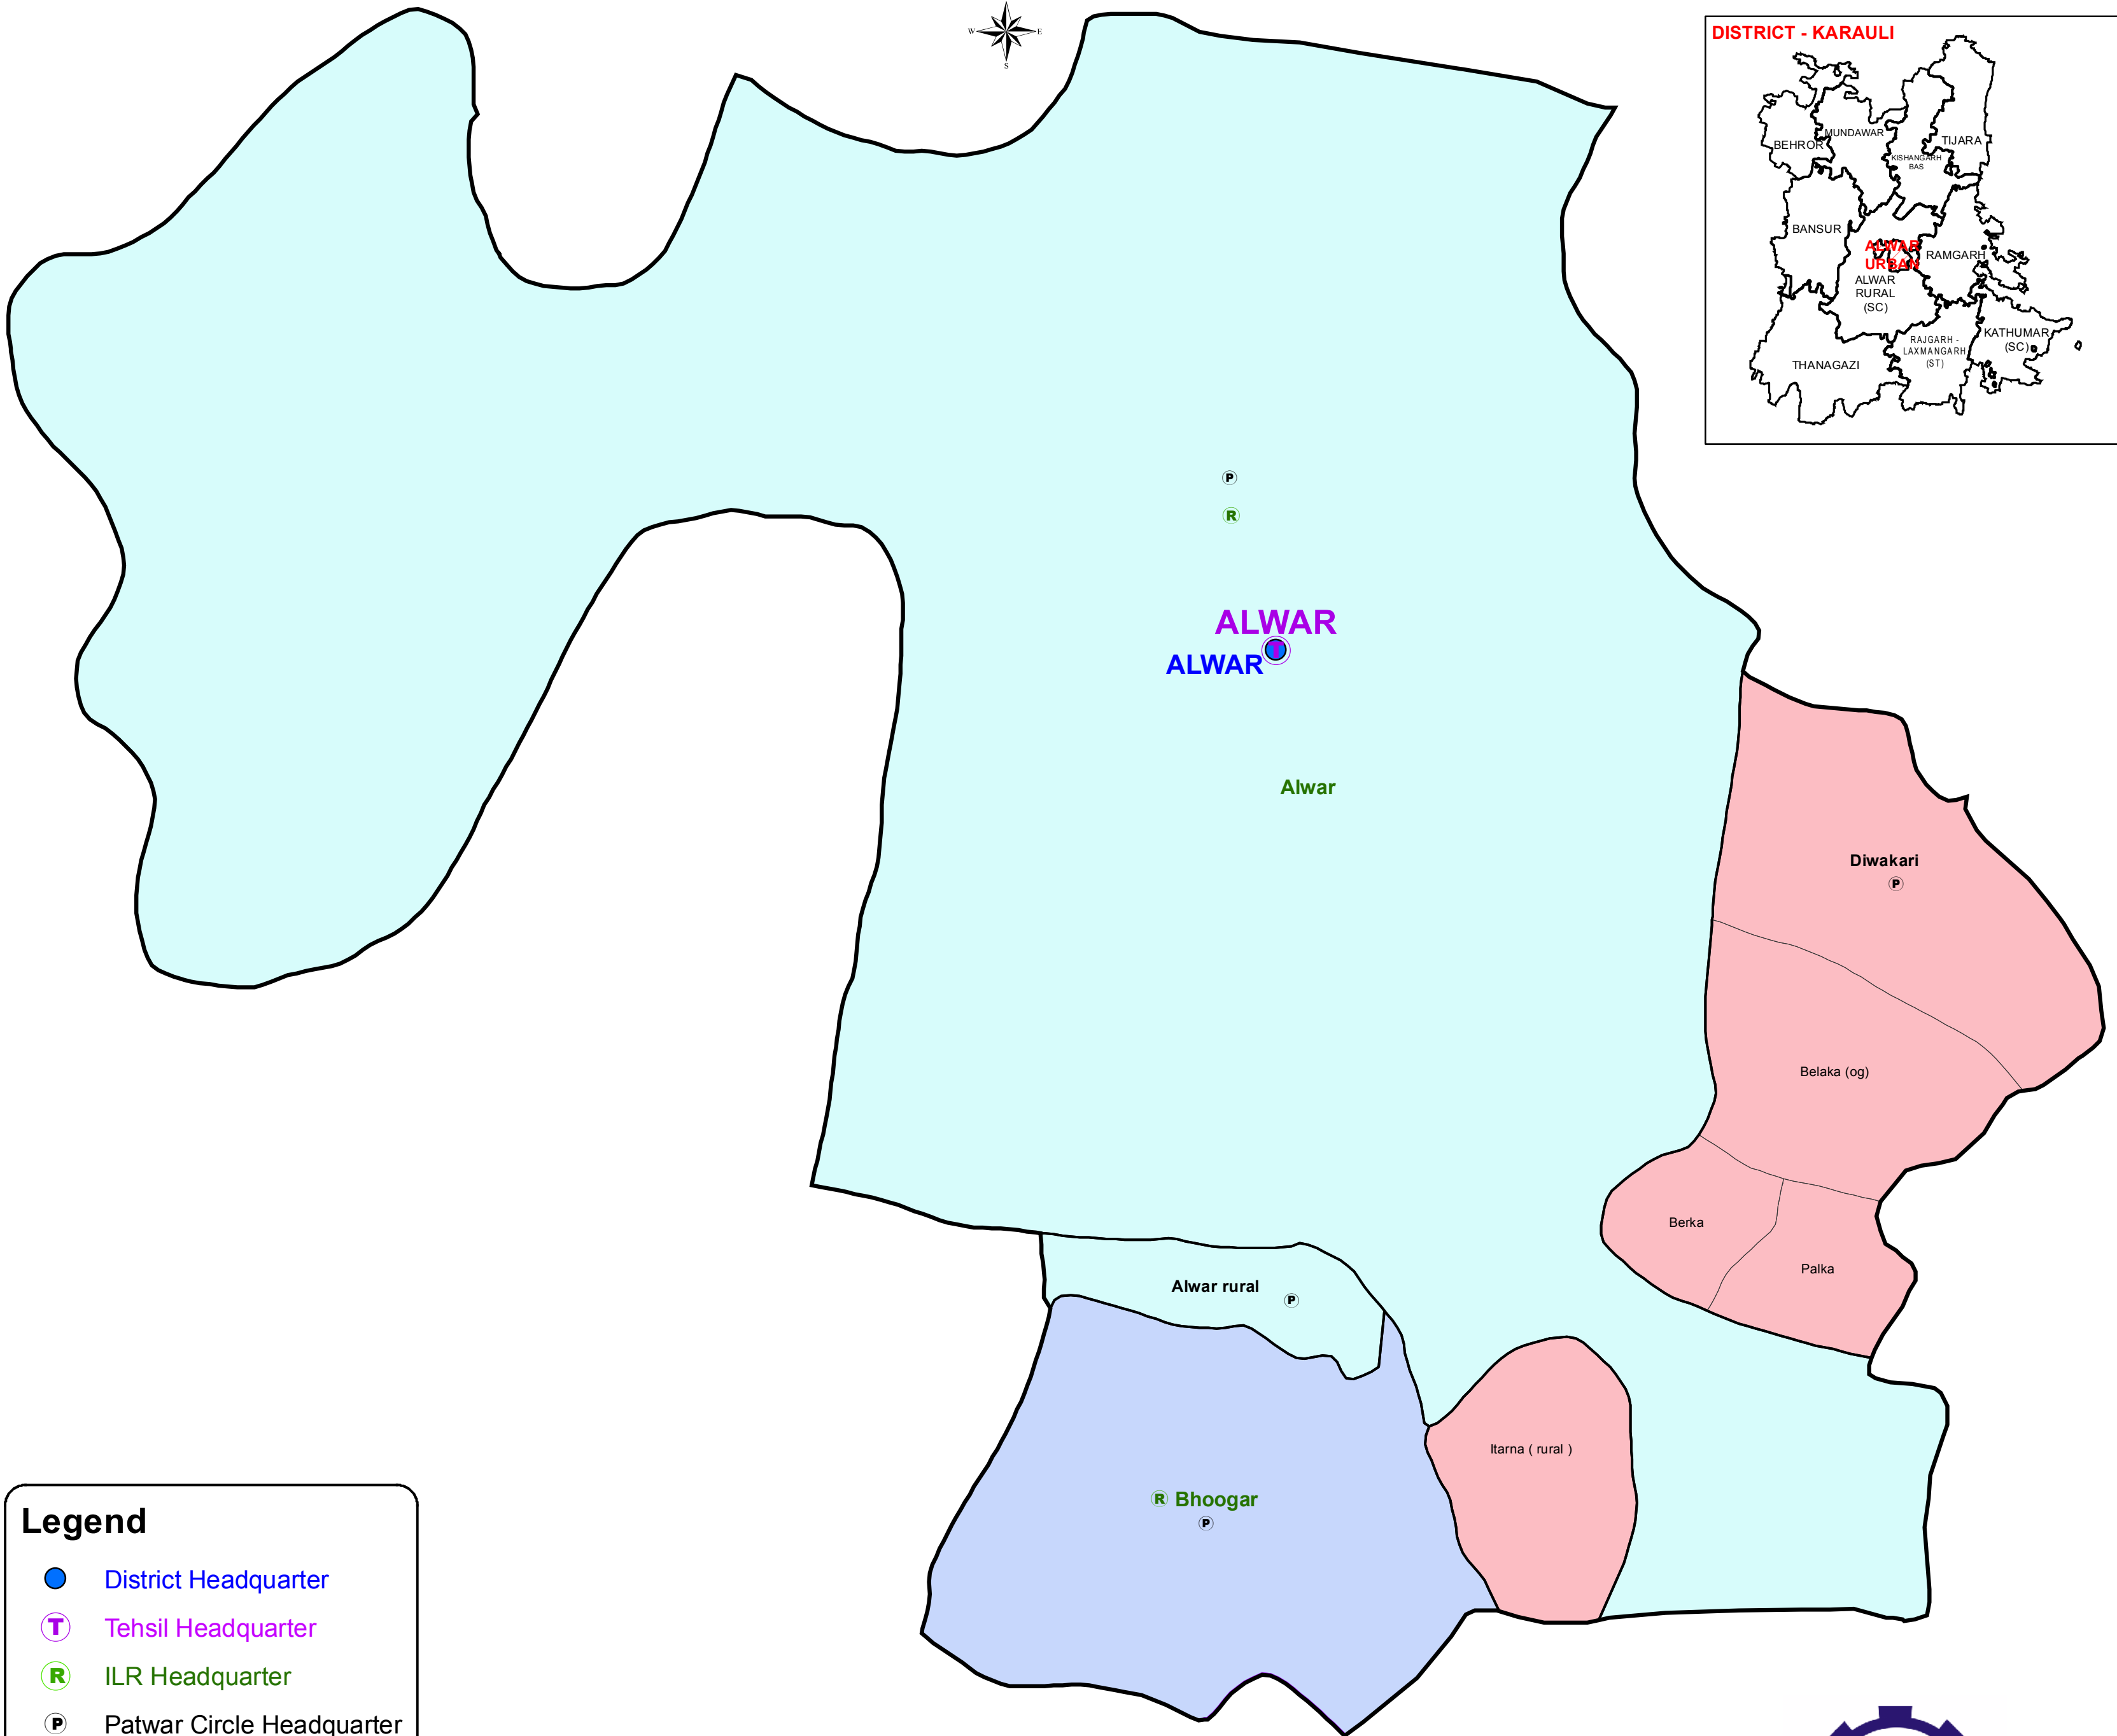 W E
S
DISTRICT - KARAULI
BEHROR
MUNDAWAR
TIJARA
KISHANGARH
BAS
BANSUR
ALWAR
URBAN
RAMGARH
ALWAR
RURAL
(SC)
KATHUMAR
(SC)
RAJGARH -
LAXMANGARH
(ST)
THANAGAZI
P
R
ALWAR
T
ALWAR
Alwar
Diwakari
P
Belaka (og)
Berka
Palka
Alwar rural
P
Itarna ( rural )
R Bhoogar
P
Legend
District Headquarter
T Tehsil Headquarter
R ILR Headquarter
P Patwar Circle Headquarter